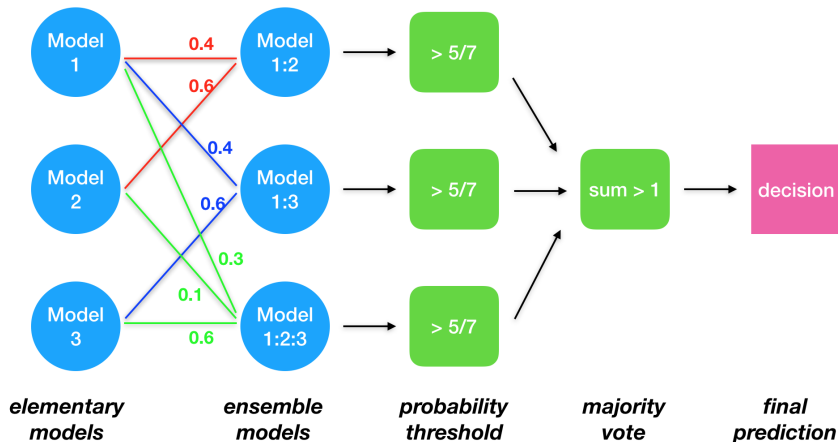 Model
1
0.4
Model
1:2
> 5/7
0.6
0.4
Model
2
0.6
Model
1:3
> 5/7
sum > 1
decision
0.3
0.1
Model
3
0.6
Model
1:2:3
> 5/7
elementary
models
ensemble
models
probability
threshold
majority
vote
final
prediction